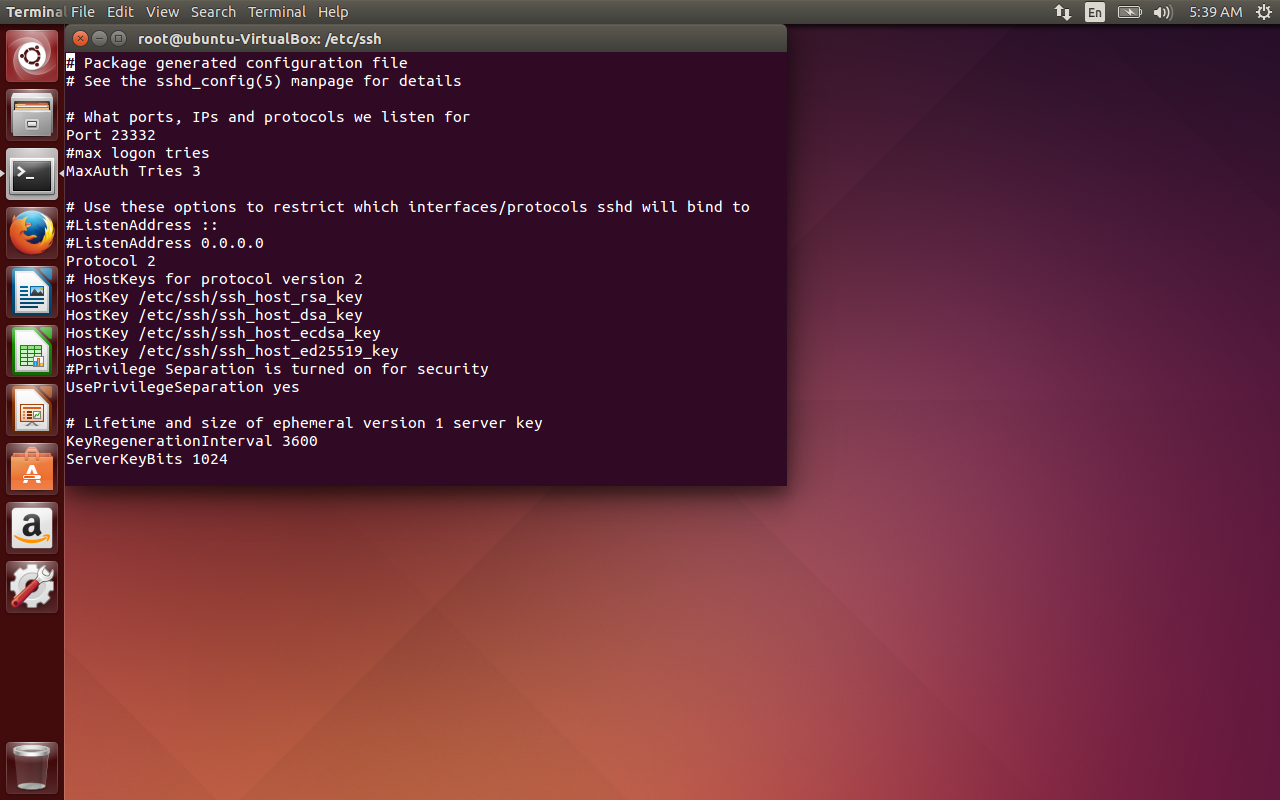 Terminal File Edit View Search Terminal Help En 5:39 AM
root@ubuntu-VirtualBox: /etc/ssh
# Package generated configuration file
# See the sshd_config(5) manpage for details
# What ports, IPs and protocols we listen for
Port 23332
#max logon tries
MaxAuth Tries 3
# Use these options to restrict which interfaces/protocols sshd will bind to
#ListenAddress ::
#ListenAddress 0.0.0.0
Protocol 2
# HostKeys for protocol version 2
HostKey /etc/ssh/ssh_host_rsa_key
HostKey /etc/ssh/ssh_host_dsa_key
HostKey /etc/ssh/ssh_host_ecdsa_key
HostKey /etc/ssh/ssh_host_ed25519_key
#Privilege Separation is turned on for security
UsePrivilegeSeparation yes
# Lifetime and size of ephemeral version 1 server key
KeyRegenerationInterval 3600
ServerKeyBits 1024